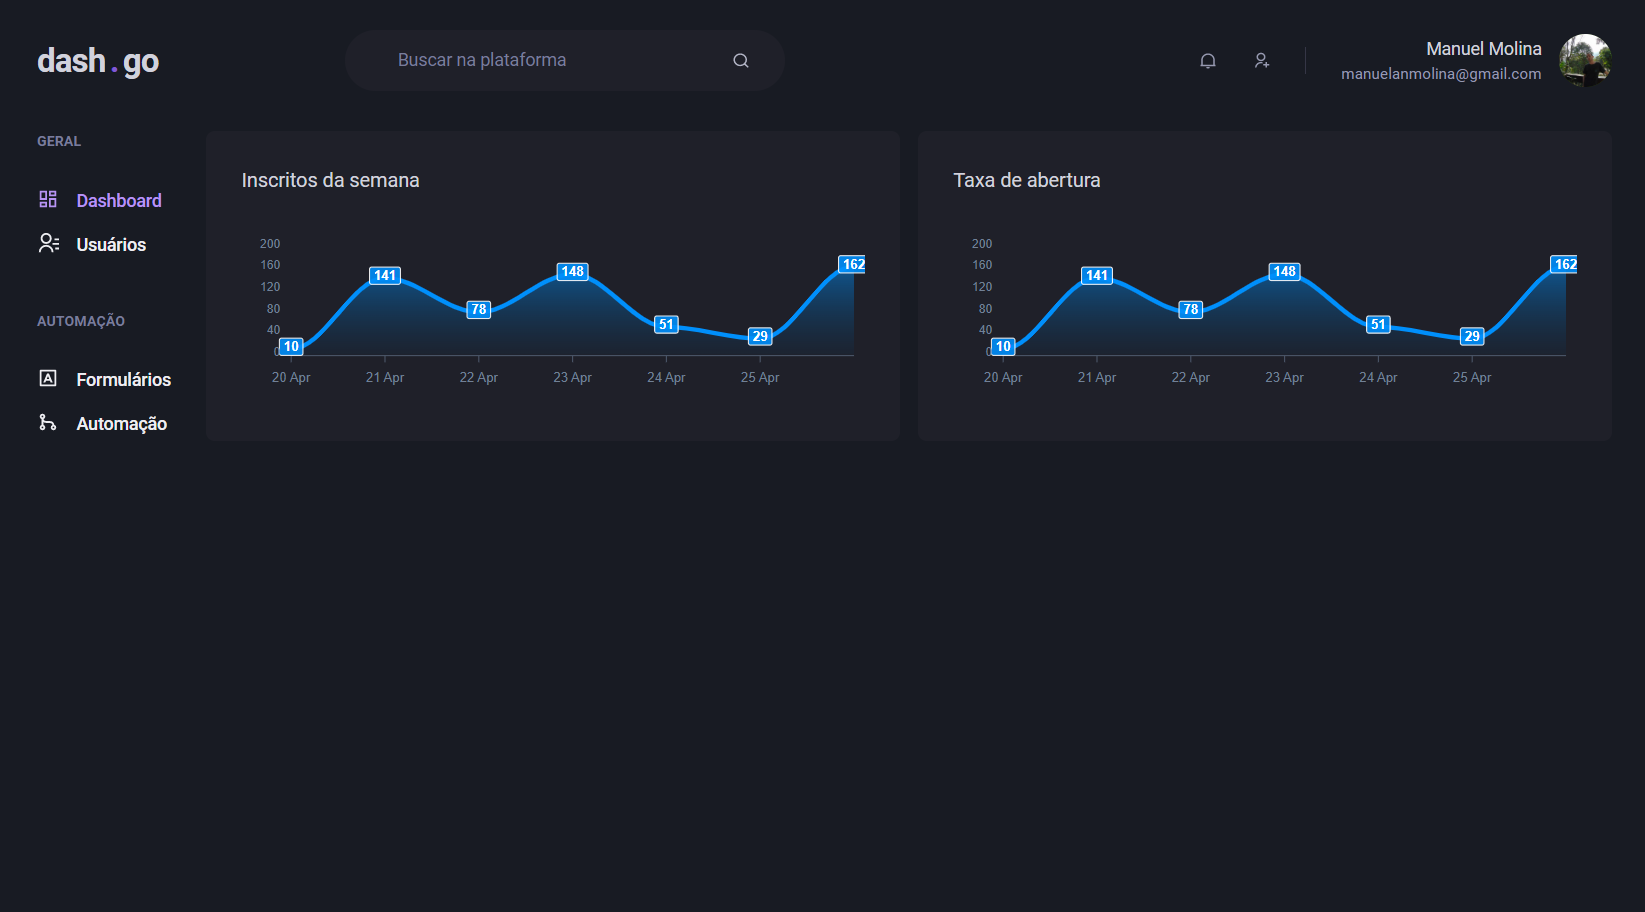 dash.go
Buscar na plataforma
Manuel Molina
manuelanmolina@gmail.com
GERAL
Dashboard
Usuários
AUTOMAÇÃO
Formulários
Automação
Inscritos da semana
200
160
120
80
40
0
10
141
78
148
51
29
162
20 Apr
21 Apr
22 Apr
23 Apr
24 Apr
25 Apr
Taxa de abertura
200
160
120
80
40
0
10
141
78
148
51
29
162
20 Apr
21 Apr
22 Apr
23 Apr
24 Apr
25 Apr